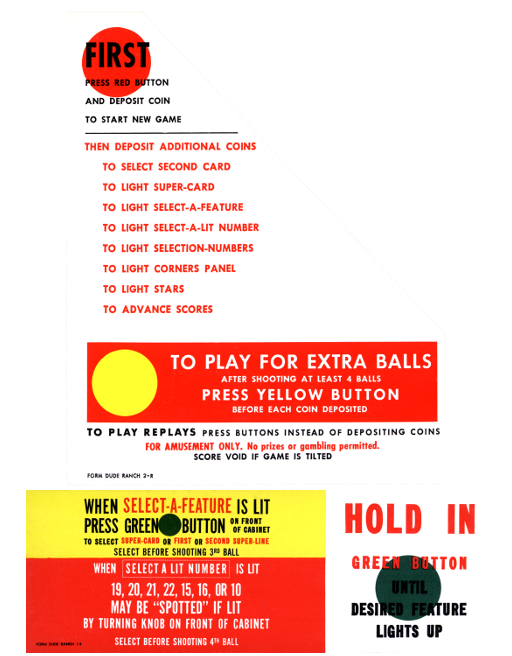 FIRST
PRESS RED BUTTON
AND DEPOSIT COIN
TO START NEW GAME
THEN DEPOSIT ADDITIONAL COINS
TO SELECT SECOND CARD
TO LIGHT SUPER-CARD
TO LIGHT SELECT-A-FEATURE
TO LIGHT SELECT-A-LIT NUMBER
TO LIGHT SELECTION-NUMBERS
TO LIGHT CORNERS PANEL
TO LIGHT STARS
TO ADVANCE SCORES
TO PLAY FOR EXTRA BALLS
AFTER SHOOTING AT LEAST 4 BALLS
PRESS YELLOW BUTTON
BEFORE EACH COIN DEPOSITED
TO PLAY REPLAYS PRESS BUTTONS INSTEAD OF DEPOSITING COINS
FOR AMUSEMENT ONLY. No prizes or gambling permitted.
SCORE VOID IF GAME IS TILTED
FORM DUDE RANCH 2-R
WHEN SELECT-A-FEATURE IS LIT
PRESS GREEN BUTTON ON FRONT OF CABINET
TO SELECT SUPER-CARD OR FIRST OR SECOND SUPER-LINE
SELECT BEFORE SHOOTING 3RD BALL
WHEN SELECT A LIT NUMBER IS LIT
19, 20, 21, 22, 15, 16, OR 10
MAY BE "SPOTTED" IF LIT
BY TURNING KNOB ON FRONT OF CABINET
SELECT BEFORE SHOOTING 4TH BALL
HOLD IN
GREEN BUTTON
UNTIL
DESIRED FEATURE
LIGHTS UP